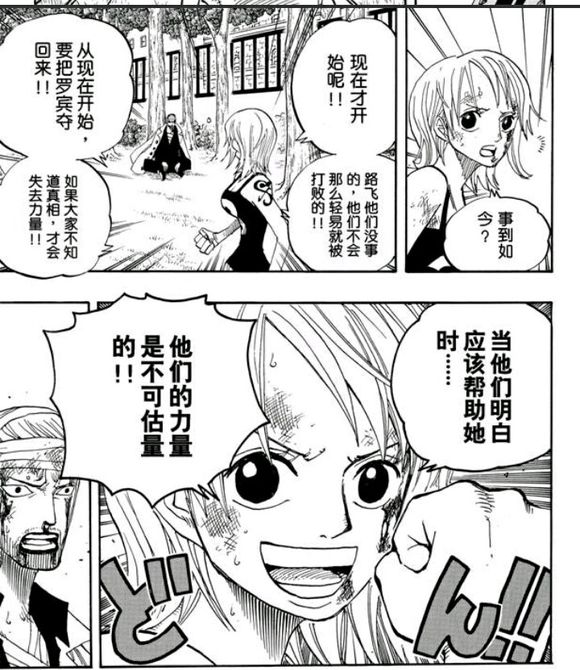 事到如
今？
现在才开
始呢！！
路飞他们没事
的，他们不会
那么轻易就被
打败的！！
从现在开始，
要把罗宾夺
回来！！
如果大家不知
道真相，才会
失去力量！！
当他们明白
应该帮助她
时……
他们的力量
是不可估量
的！！
どん!!